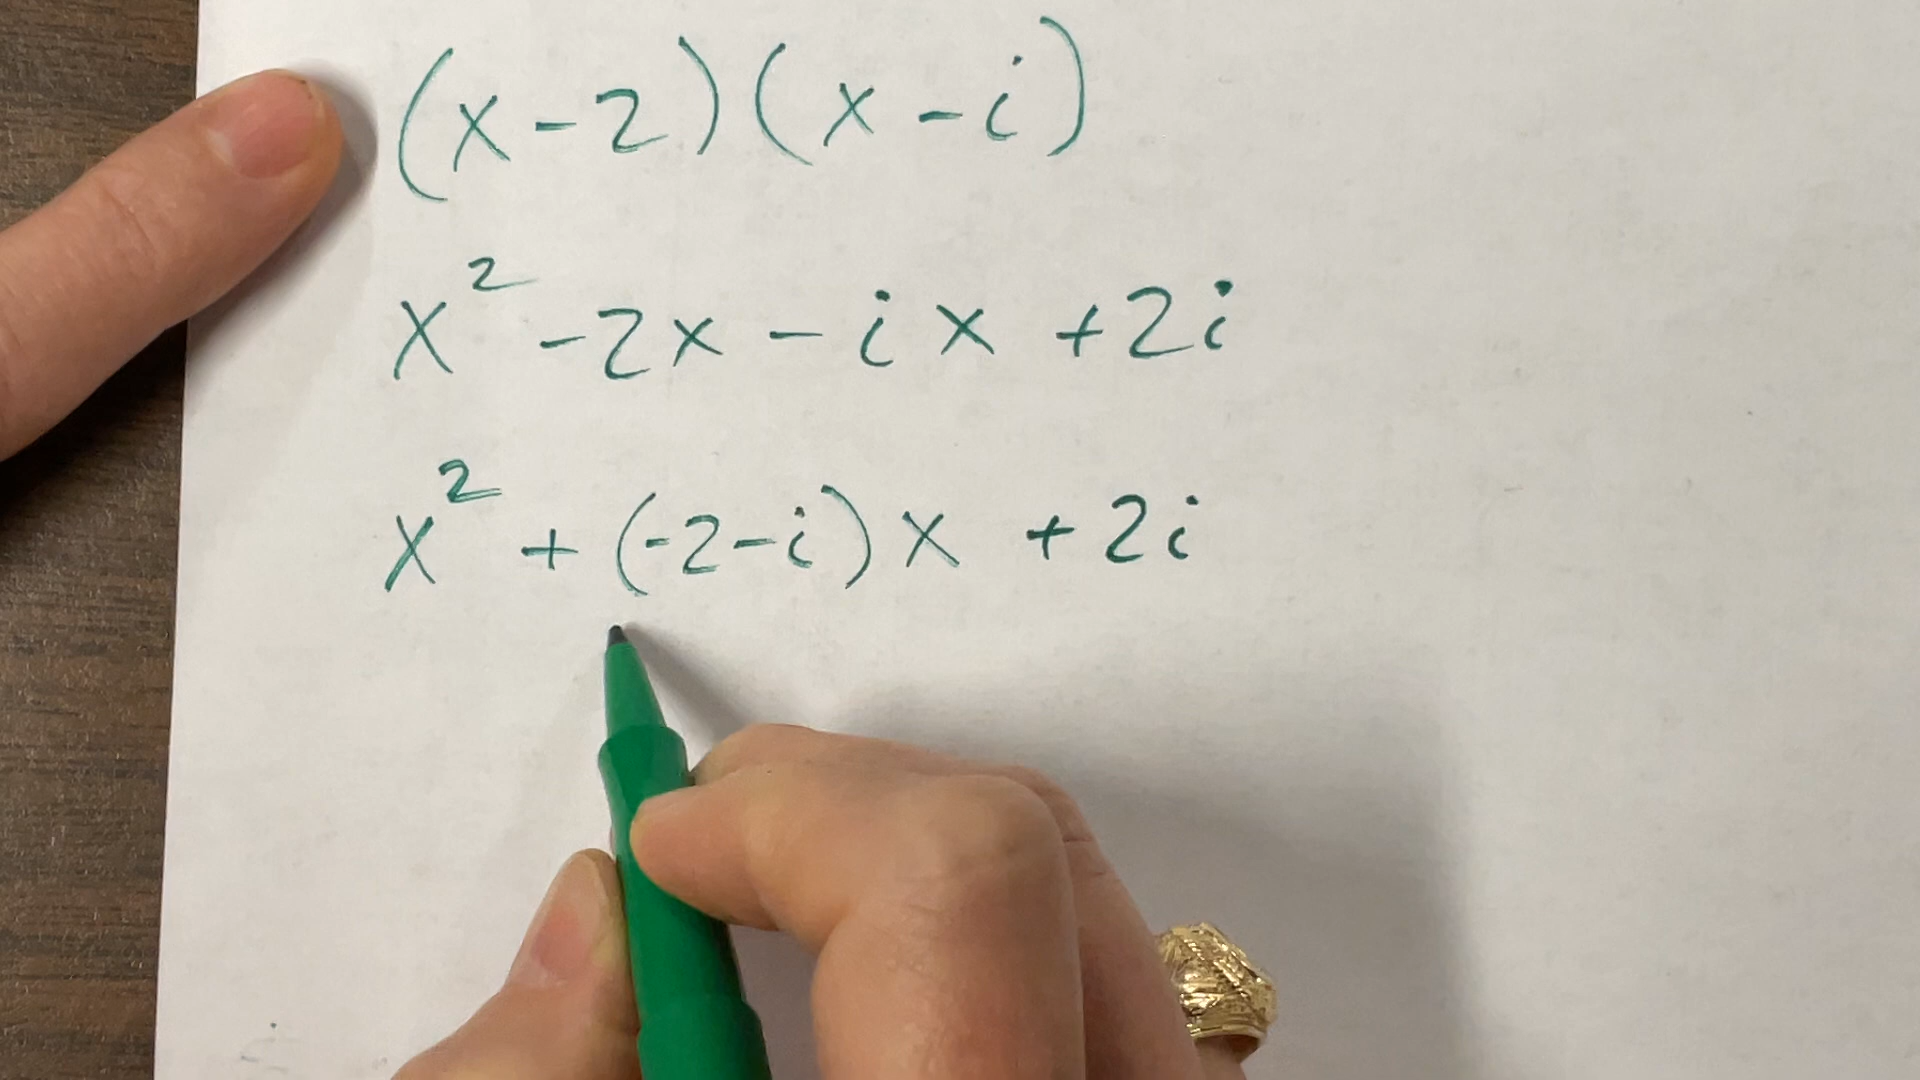 (x-2)(x-i)
x² -2x - ix +2i
x² + (-2-i)x +2i